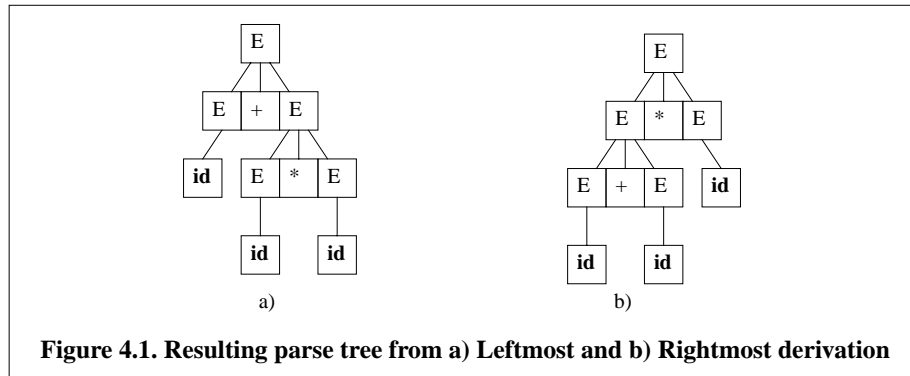 E E
E + E E * E
id E * E E + E id
id id id id
a) b)
Figure 4.1. Resulting parse tree from a) Leftmost and b) Rightmost derivation